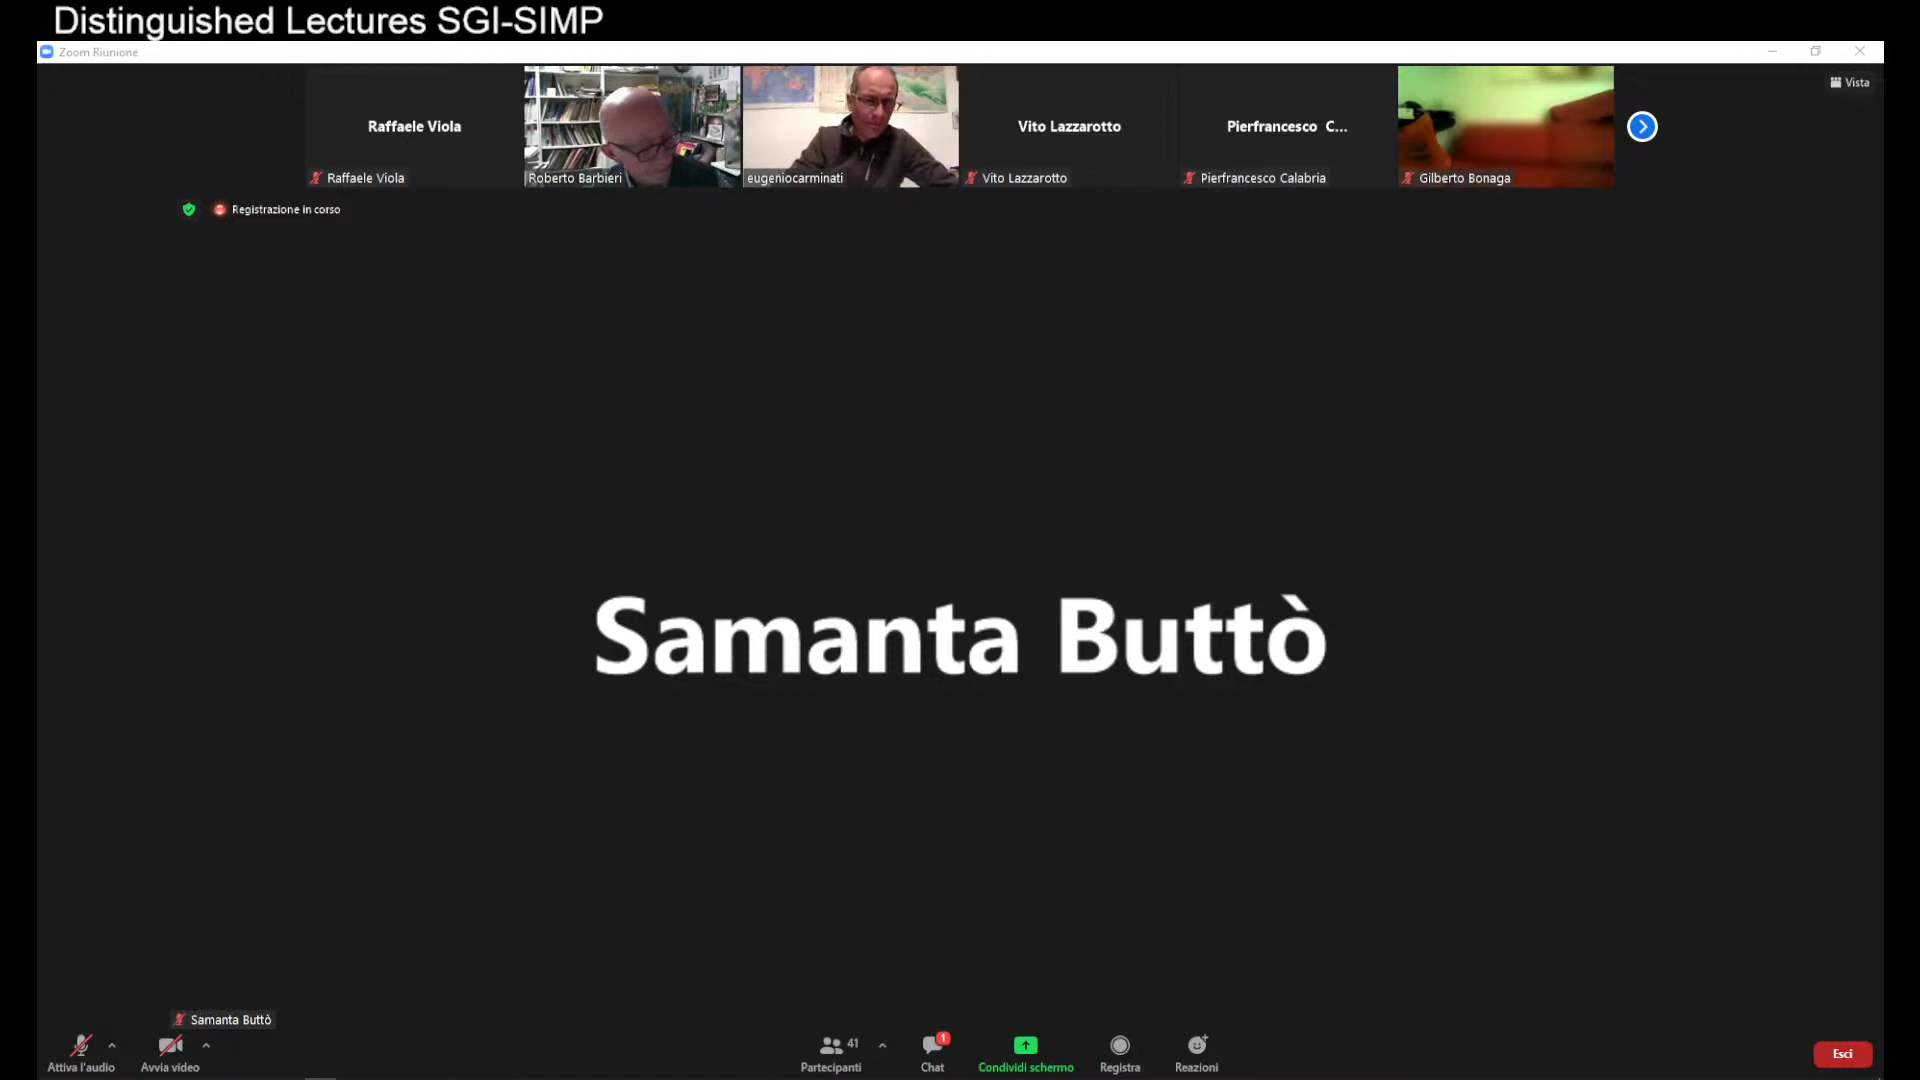 Distinguished Lectures SGI-SIMP
Zoom Riunione
Vista
Raffaele Viola
Vito Lazzarotto
Pierfrancesco C...
Raffaele Viola
Roberto Barbieri
eugeniocarminati
Vito Lazzarotto
Pierfrancesco Calabria
Gilberto Bonaga
Registrazione in corso
Samanta Buttò
Samanta Buttò
41
1
Attiva l'audio
Avvia video
Partecipanti
Chat
Condividi schermo
Registra
Reazioni
Esci